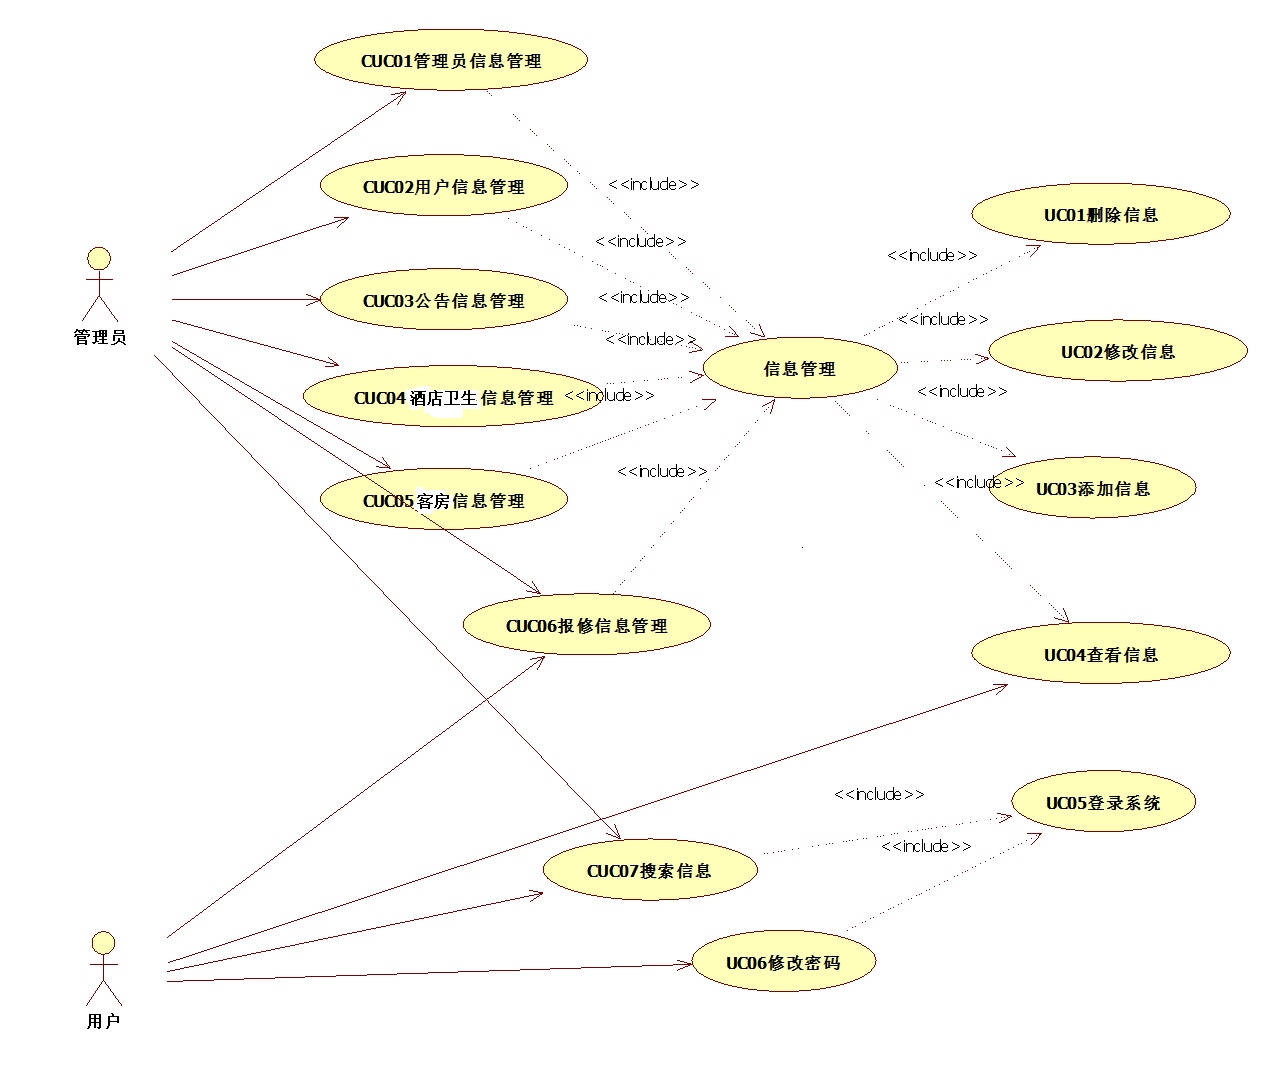 CUC01管理员信息管理
<<include>>
CUC02用户信息管理
UC01删除信息
<<include>>
<<include>>
管理员
CUC03公告信息管理
<<include>>
<<include>>
<<include>>
UC02修改信息
信息管理
CUC04 酒店卫生信息管理
<<include>>
<<include>>
<<include>>
<<include>>
UC03添加信息
CUC05客房信息管理
CUC06报修信息管理
UC04查看信息
<<include>>
UC05登录系统
<<include>>
CUC07搜索信息
UC06修改密码
用户